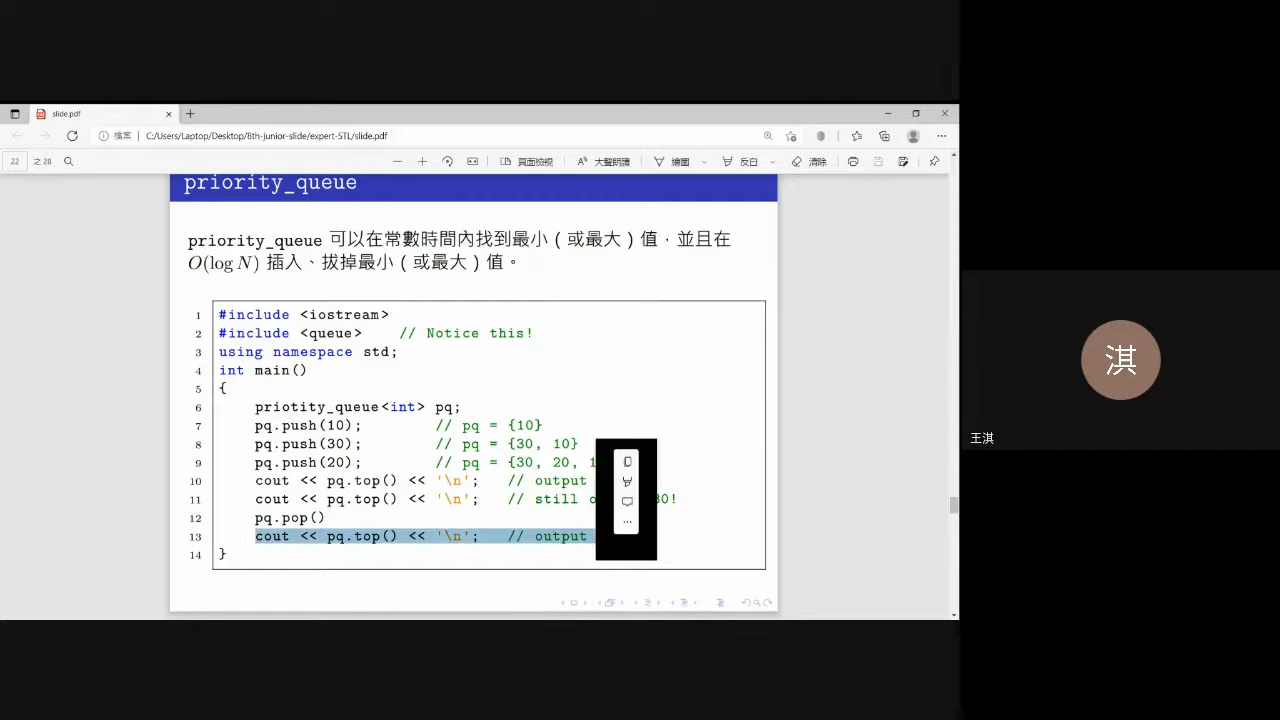 slide.pdf
檔案 C:/Users/Laptop/Desktop/8th-junior-slide/expert-STL/slide.pdf
22 之 28 頁面檢視 大聲朗讀 繪圖 反白 清除
priority_queue
priority_queue 可以在常數時間內找到最小 ( 或最大 ) 值，並且在
O(log N) 插入、拔掉最小 ( 或最大 ) 值。
1 #include <iostream>
2 #include <queue> // Notice this!
3 using namespace std;
4 int main()
5 {
6 priotity_queue<int> pq;
7 pq.push(10); // pq = {10}
8 pq.push(30); // pq = {30, 10}
9 pq.push(20); // pq = {30, 20,
10 cout << pq.top() << '\n'; // output
11 cout << pq.top() << '\n'; // still 30!
12 pq.pop()
13 cout << pq.top() << '\n'; // output
14 }
淇
王淇